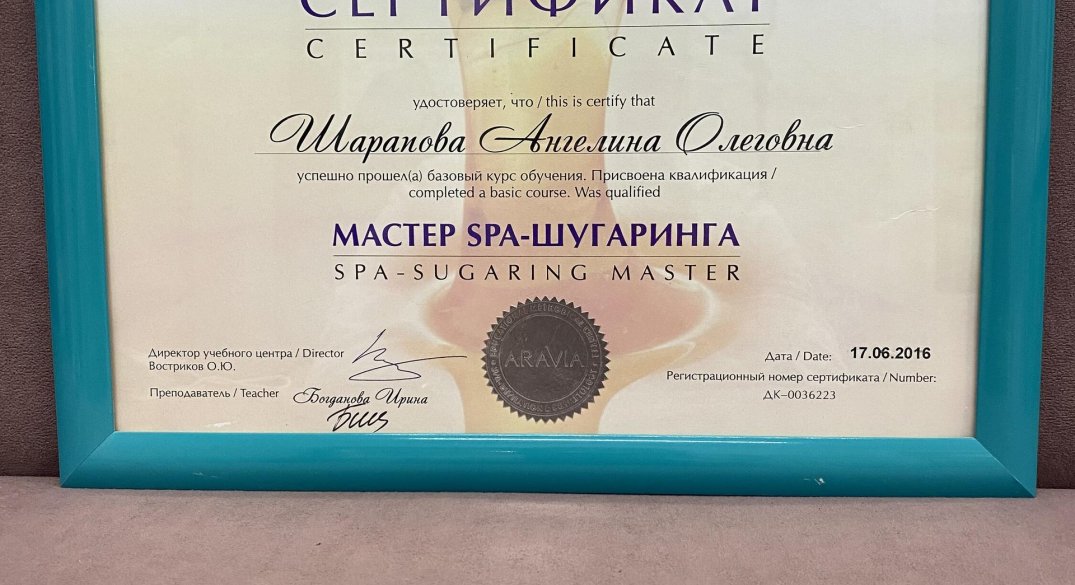 СЕРТИФИКАТ
CERTIFICATE
удостоверяет, что / this is certify that
Шарапова Ангелина Олеговна
успешно прошел(а) базовый курс обучения. Присвоена квалификация /
completed a basic course. Was qualified
МАСТЕР SPA-ШУГАРИНГА
SPA-SUGARING MASTER
ARAVIA
Директор учебного центра / Director
Востриков О.Ю.
Преподаватель / Teacher Богданова Ирина
Дата / Date: 17.06.2016
Регистрационный номер сертификата / Number:
ДК-0036223